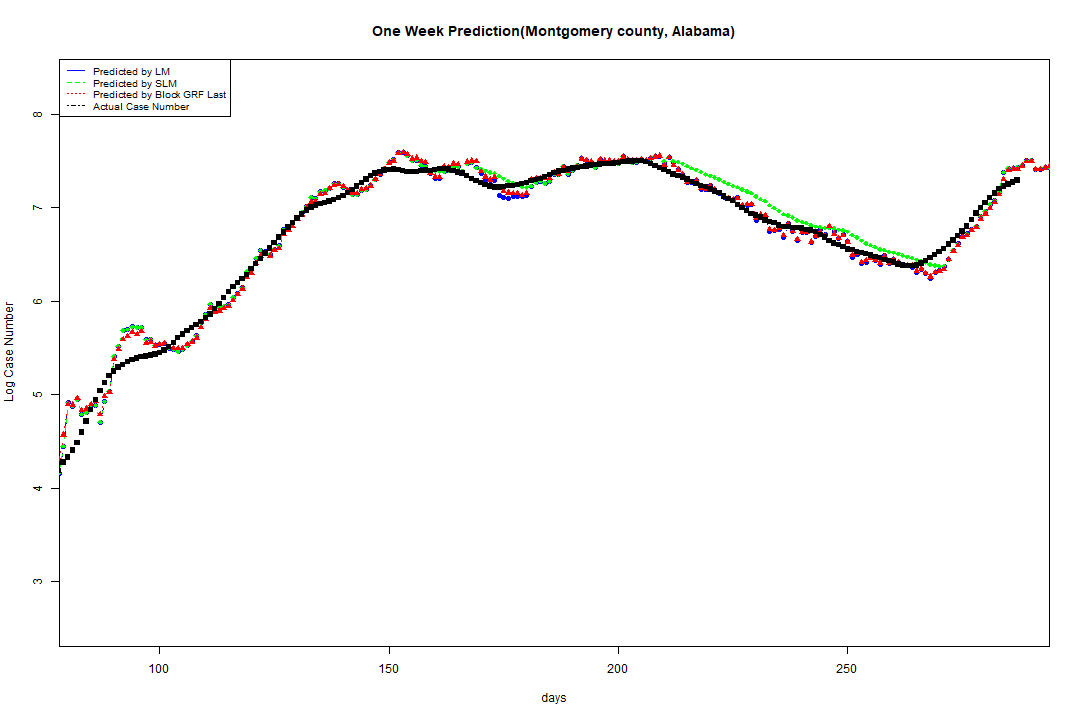 One Week Prediction(Montgomery county, Alabama)
Predicted by LM
Predicted by SLM
Predicted by Block GRF Last
Actual Case Number
8
7
6
5
4
3
Log Case Number
100 150 200 250
days